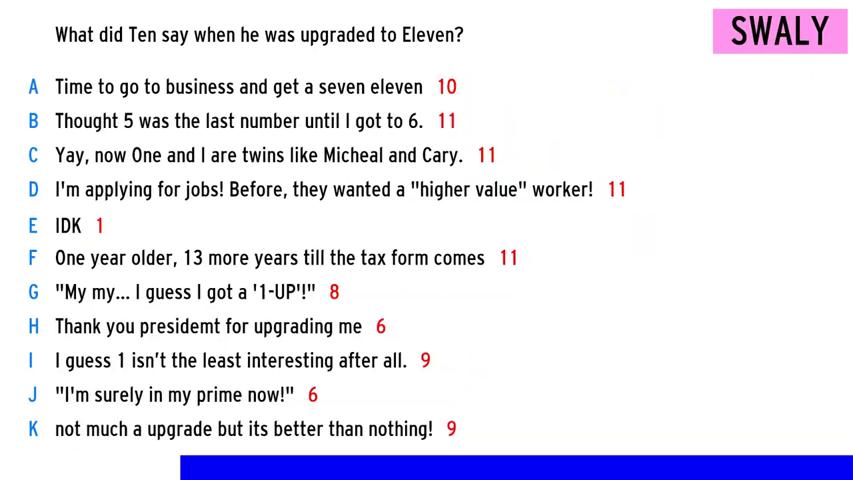 What did Ten say when he was upgraded to Eleven?
SWALY
A Time to go to business and get a seven eleven 10
B Thought 5 was the last number until I got to 6. 11
C Yay, now One and I are twins like Micheal and Cary. 11
D I'm applying for jobs! Before, they wanted a "higher value" worker! 11
E IDK 1
F One year older, 13 more years till the tax form comes 11
G "My my... I guess I got a '1-UP'!" 8
H Thank you presidemt for upgrading me 6
I I guess 1 isn't the least interesting after all. 9
J "I'm surely in my prime now!" 6
K not much a upgrade but its better than nothing! 9